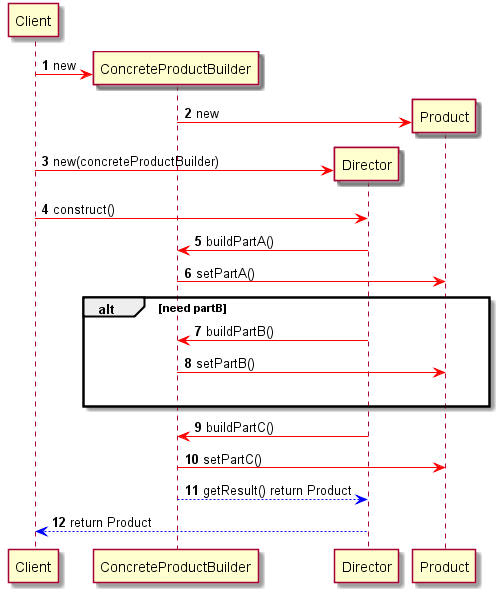 Client
1 new
ConcreteProductBuilder
2 new
Product
3 new(concreteProductBuilder)
Director
4 construct()
5 buildPartA()
6 setPartA()
alt [need partB]
7 buildPartB()
8 setPartB()
9 buildPartC()
10 setPartC()
11 getResult() return Product
12 return Product
Client ConcreteProductBuilder Director Product